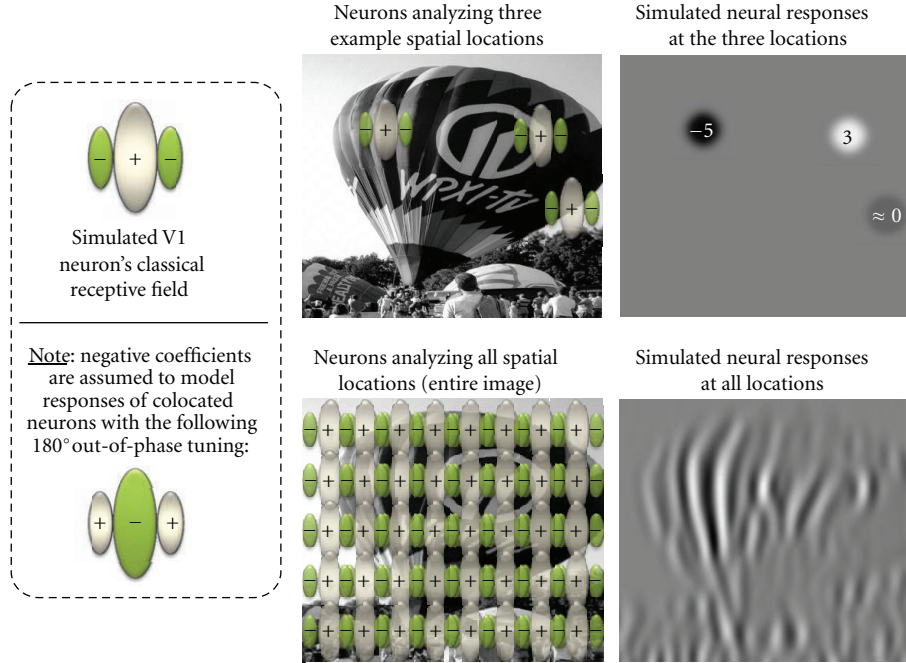 Neurons analyzing three
example spatial locations
Simulated neural responses
at the three locations
− + −
Simulated V1
neuron's classical
receptive field
Note: negative coefficients
are assumed to model
responses of colocated
neurons with the following
180° out-of-phase tuning:
+ − +
− + −
− + −
− + −
WPXI-TV
−5
3
≈ 0
Neurons analyzing all spatial
locations (entire image)
− + − + − + − + − + − + − + − + −
− + − + − + − + − + − + − + − + −
− + − + − + − + − + − + − + − + −
− + − + − + − + − + − + − + − + −
− + − + − + − + − + − + − + − + −
Simulated neural responses
at all locations